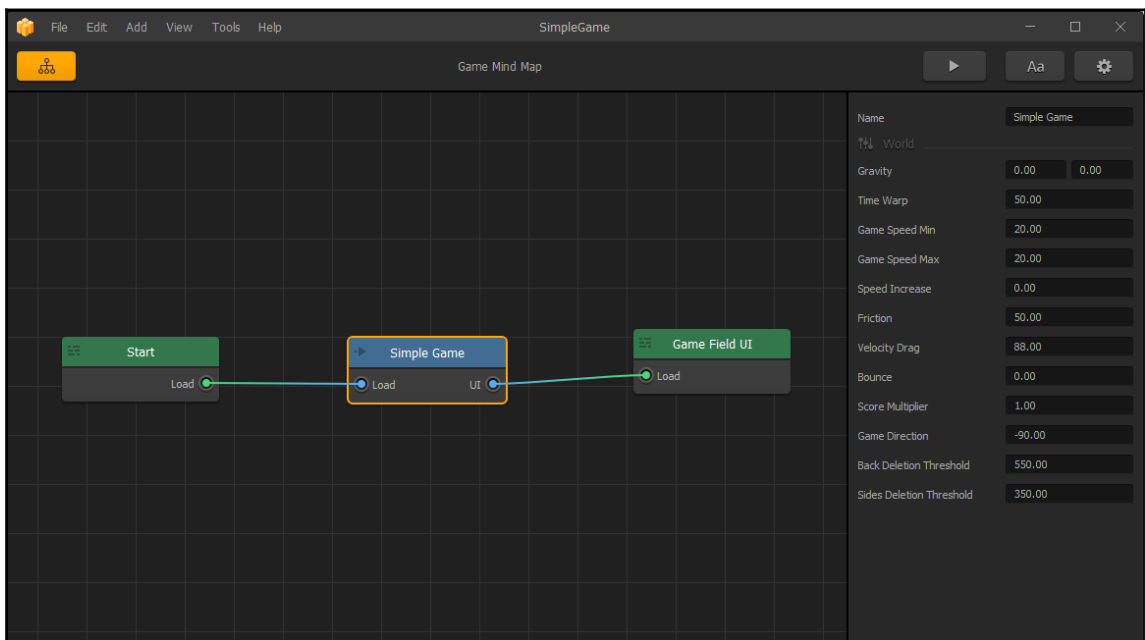 File Edit Add View Tools Help SimpleGame
Game Mind Map Aa
Name Simple Game
World
Gravity 0.00 0.00
Time Warp 50.00
Game Speed Min 20.00
Game Speed Max 20.00
Speed Increase 0.00
Friction 50.00
Velocity Drag 88.00
Bounce 0.00
Score Multiplier 1.00
Game Direction -90.00
Back Deletion Threshold 550.00
Sides Deletion Threshold 350.00
Start
Load
Simple Game
Load UI
Game Field UI
Load